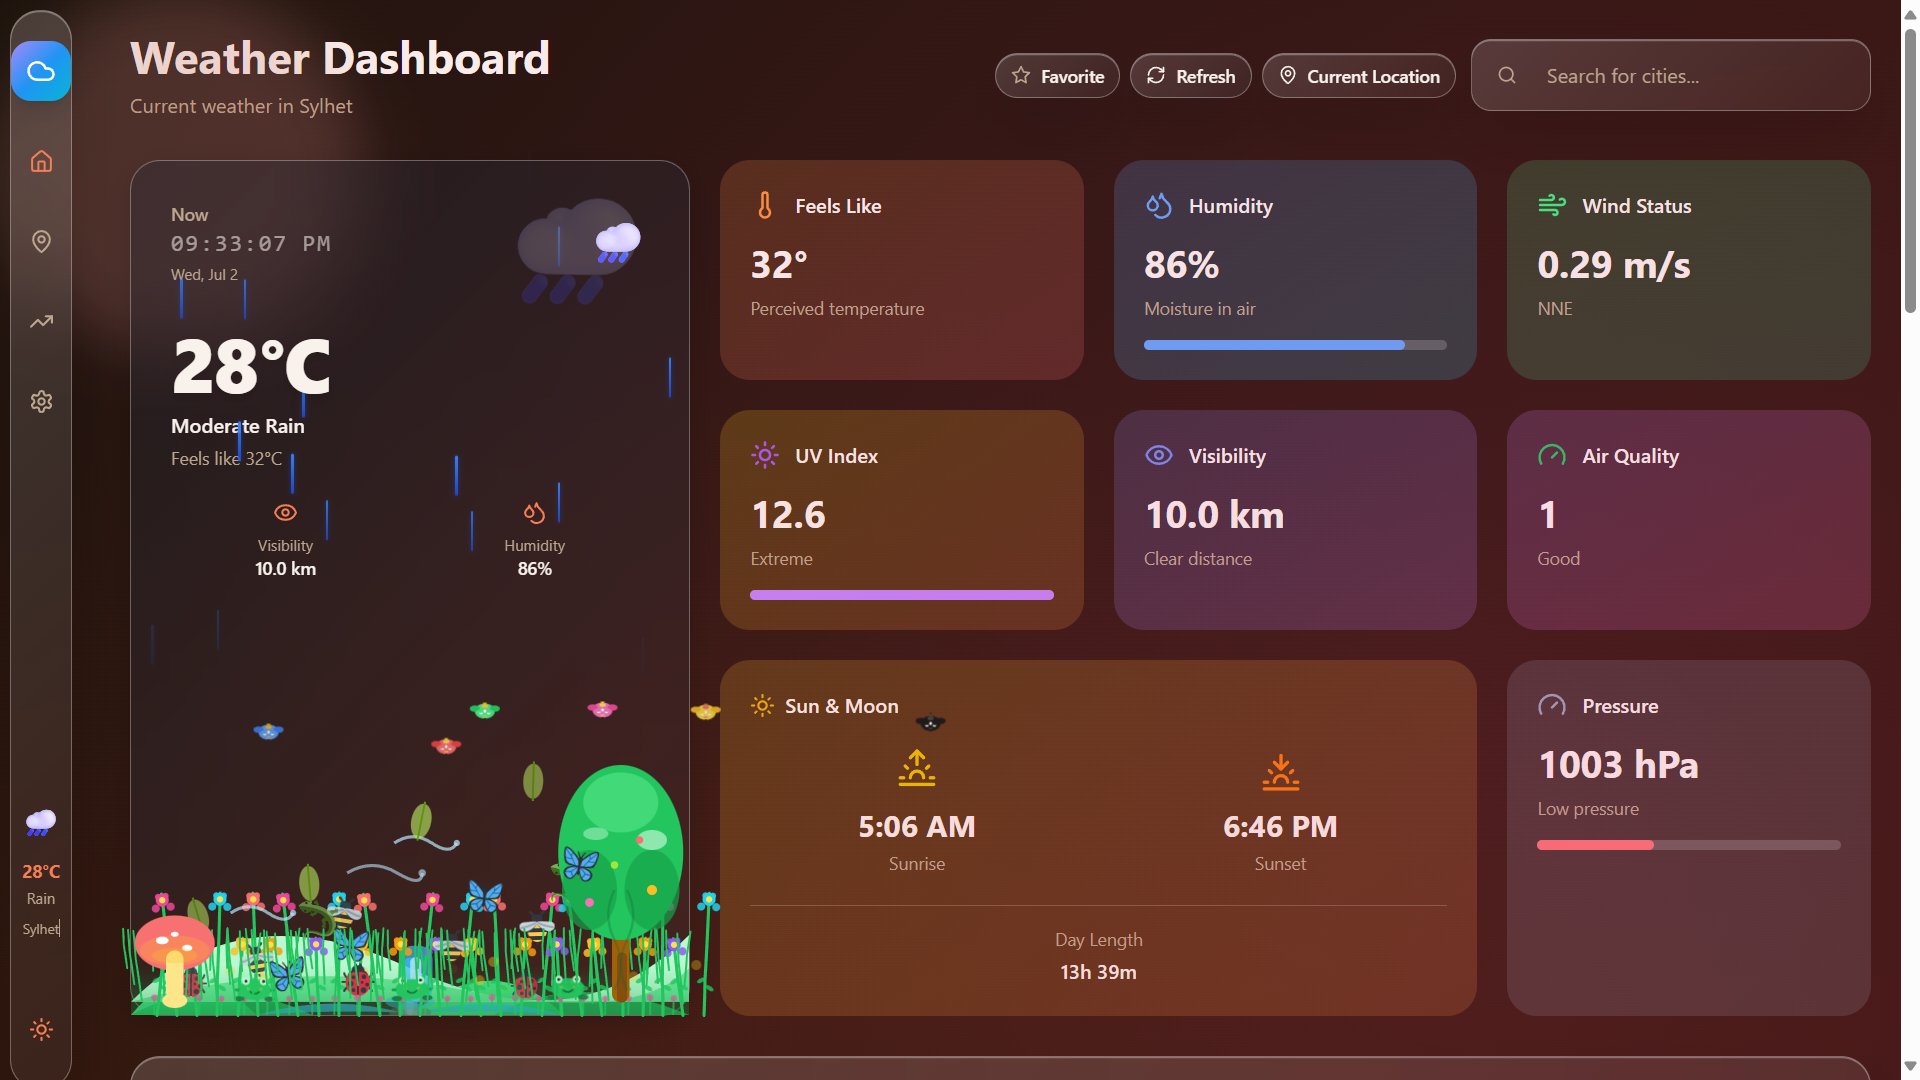 Weather Dashboard
Current weather in Sylhet
Favorite
Refresh
Current Location
Search for cities...
Now
09:33:07 PM
Wed, Jul 2
28°C
Moderate Rain
Feels like 32°C
Visibility
10.0 km
Humidity
86%
Feels Like
32°
Perceived temperature
Humidity
86%
Moisture in air
Wind Status
0.29 m/s
NNE
UV Index
12.6
Extreme
Visibility
10.0 km
Clear distance
Air Quality
1
Good
Sun & Moon
5:06 AM
Sunrise
6:46 PM
Sunset
Day Length
13h 39m
Pressure
1003 hPa
Low pressure
28°C
Rain
Sylhet